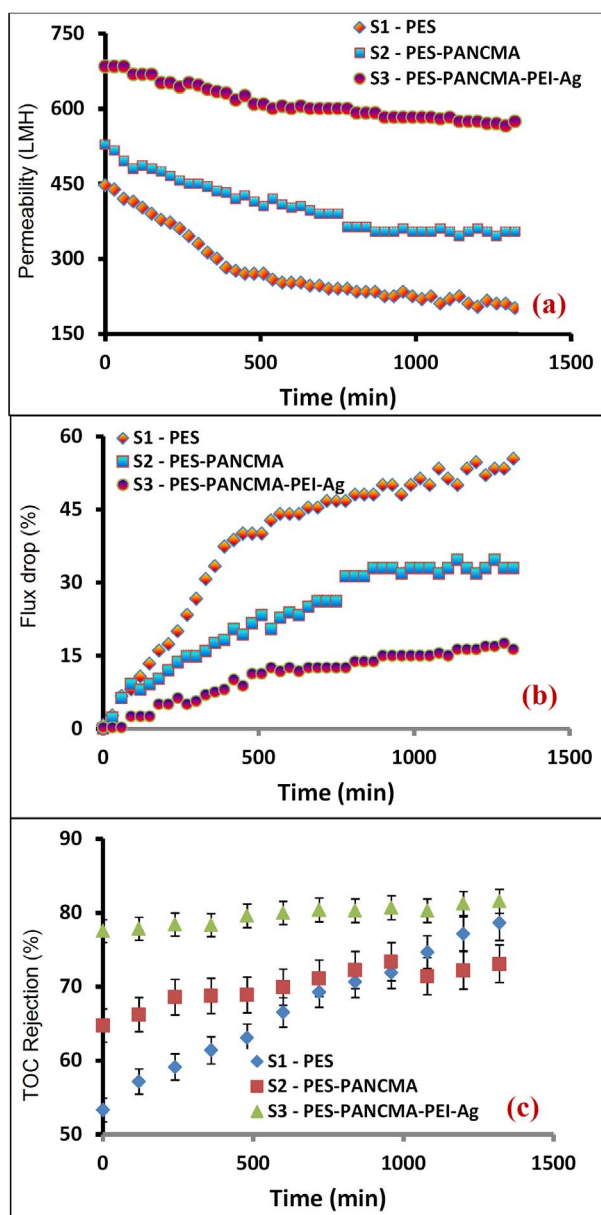 750
600
450
300
150
Permeability (LMH)
S1 - PES
S2 - PES-PANCMA
S3 - PES-PANCMA-PEI-Ag
(a)
0 500 1000 1500
Time (min)
60
45
30
15
0
Flux drop (%)
S1 - PES
S2 - PES-PANCMA
S3 - PES-PANCMA-PEI-Ag
(b)
0 500 1000 1500
Time (min)
90
80
70
60
50
TOC Rejection (%)
S1 - PES
S2 - PES-PANCMA
S3 - PES-PANCMA-PEI-Ag
(c)
0 500 1000 1500
Time (min)